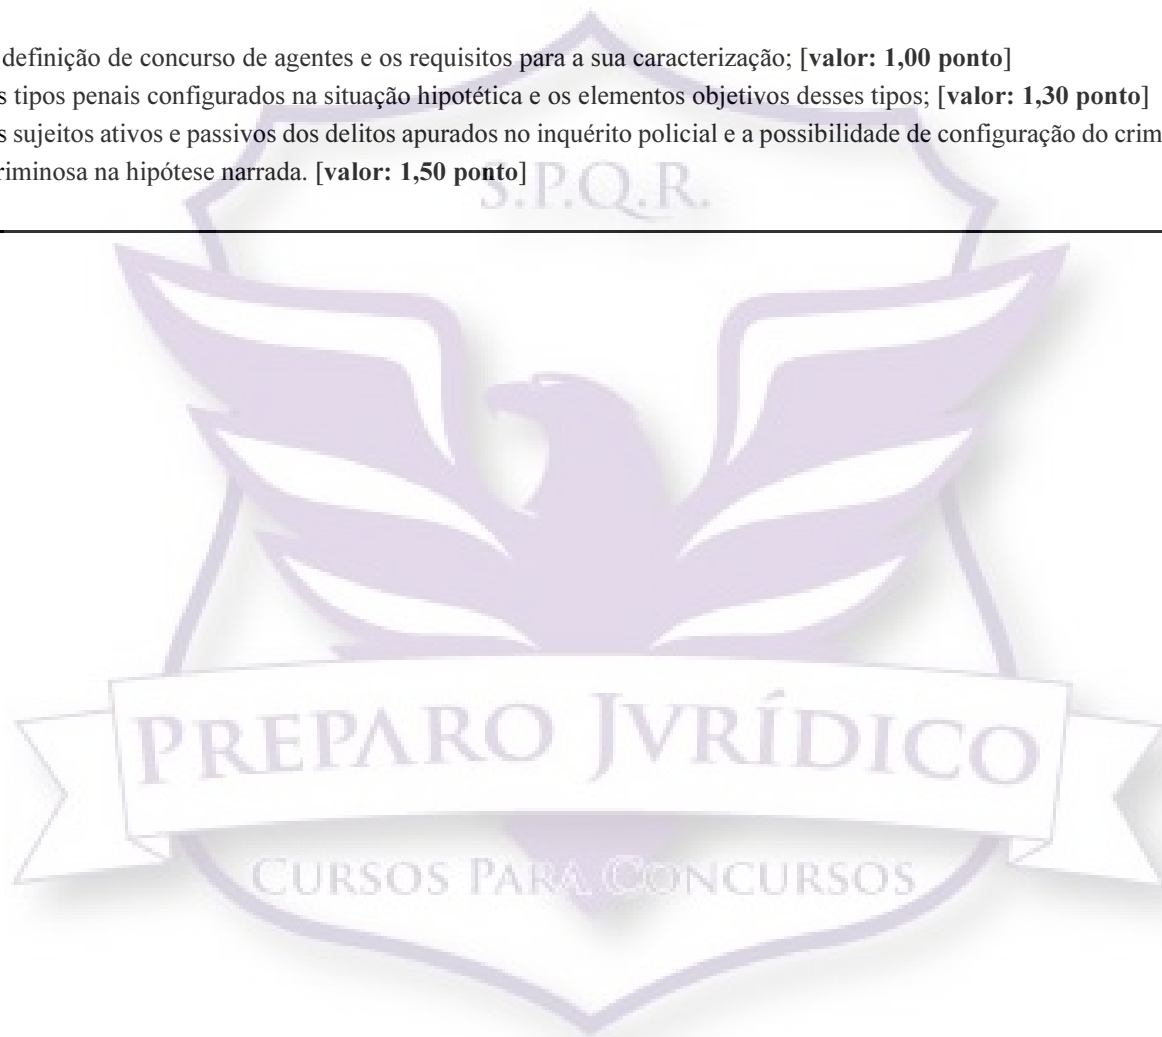 definição de concurso de agentes e os requisitos para a sua caracterização; [valor: 1,00 ponto]
s tipos penais configurados na situação hipotética e os elementos objetivos desses tipos; [valor: 1,30 ponto]
s sujeitos ativos e passivos dos delitos apurados no inquérito policial e a possibilidade de configuração do crim
riminosa na hipótese narrada. [valor: 1,50 ponto]
S.P.Q.R.
PREPARO JVRÍDICO
CURSOS PARA CONCURSOS